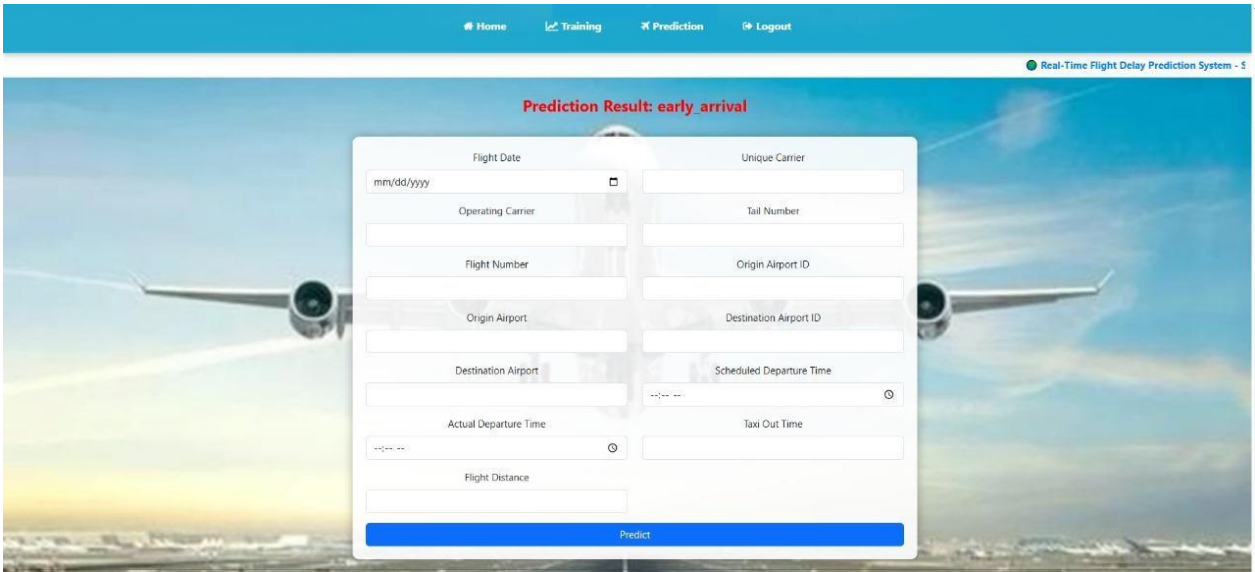 Home Training Prediction Logout
Real-Time Flight Delay Prediction System - S
Prediction Result: early_arrival
Flight Date Unique Carrier
mm/dd/yyyy
Operating Carrier Tail Number
Flight Number Origin Airport ID
Origin Airport Destination Airport ID
Destination Airport Scheduled Departure Time
--:-- --
Actual Departure Time Taxi Out Time
--:-- --
Flight Distance
Predict